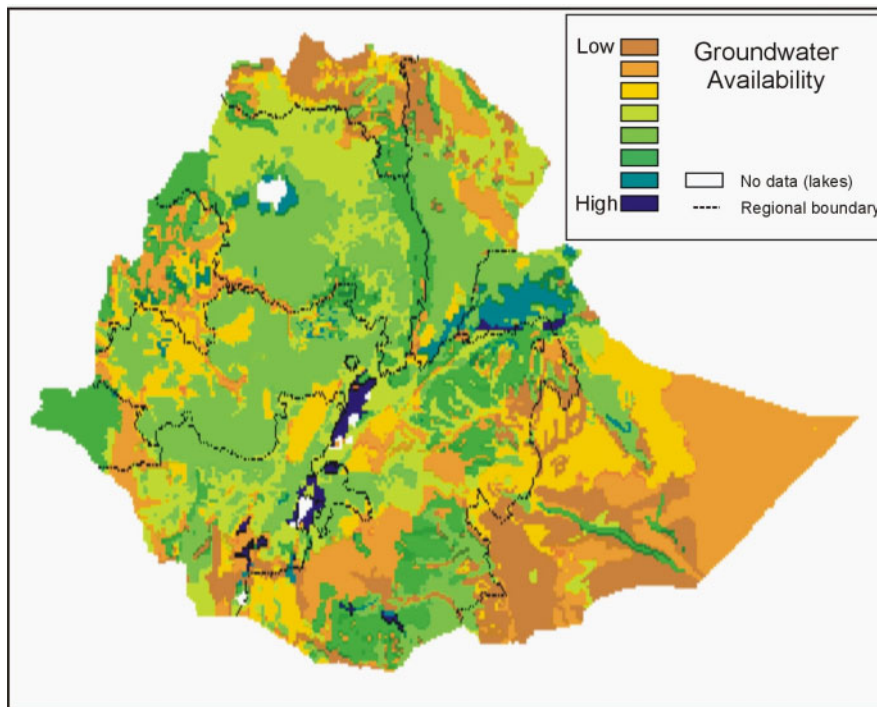 Groundwater
Availability
Low
High
No data (lakes)
Regional boundary